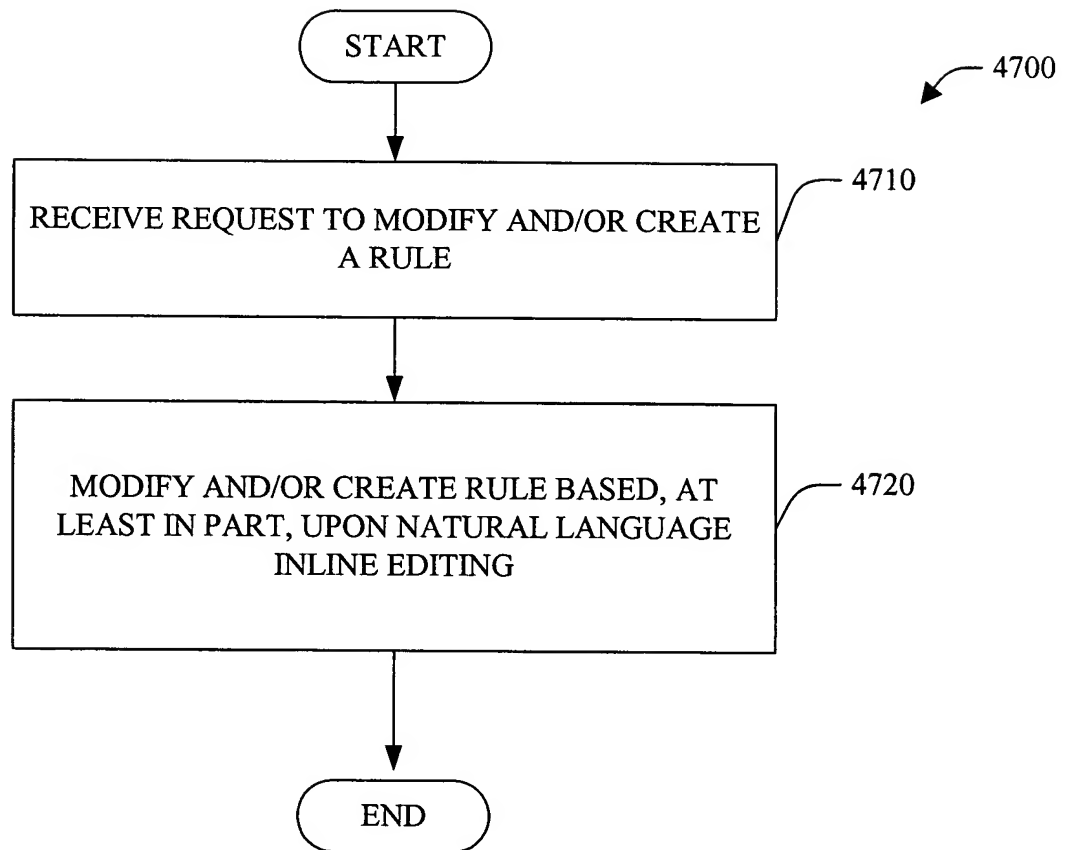 START
4700
4710
RECEIVE REQUEST TO MODIFY AND/OR CREATE
A RULE
4720
MODIFY AND/OR CREATE RULE BASED, AT
LEAST IN PART, UPON NATURAL LANGUAGE
INLINE EDITING
END